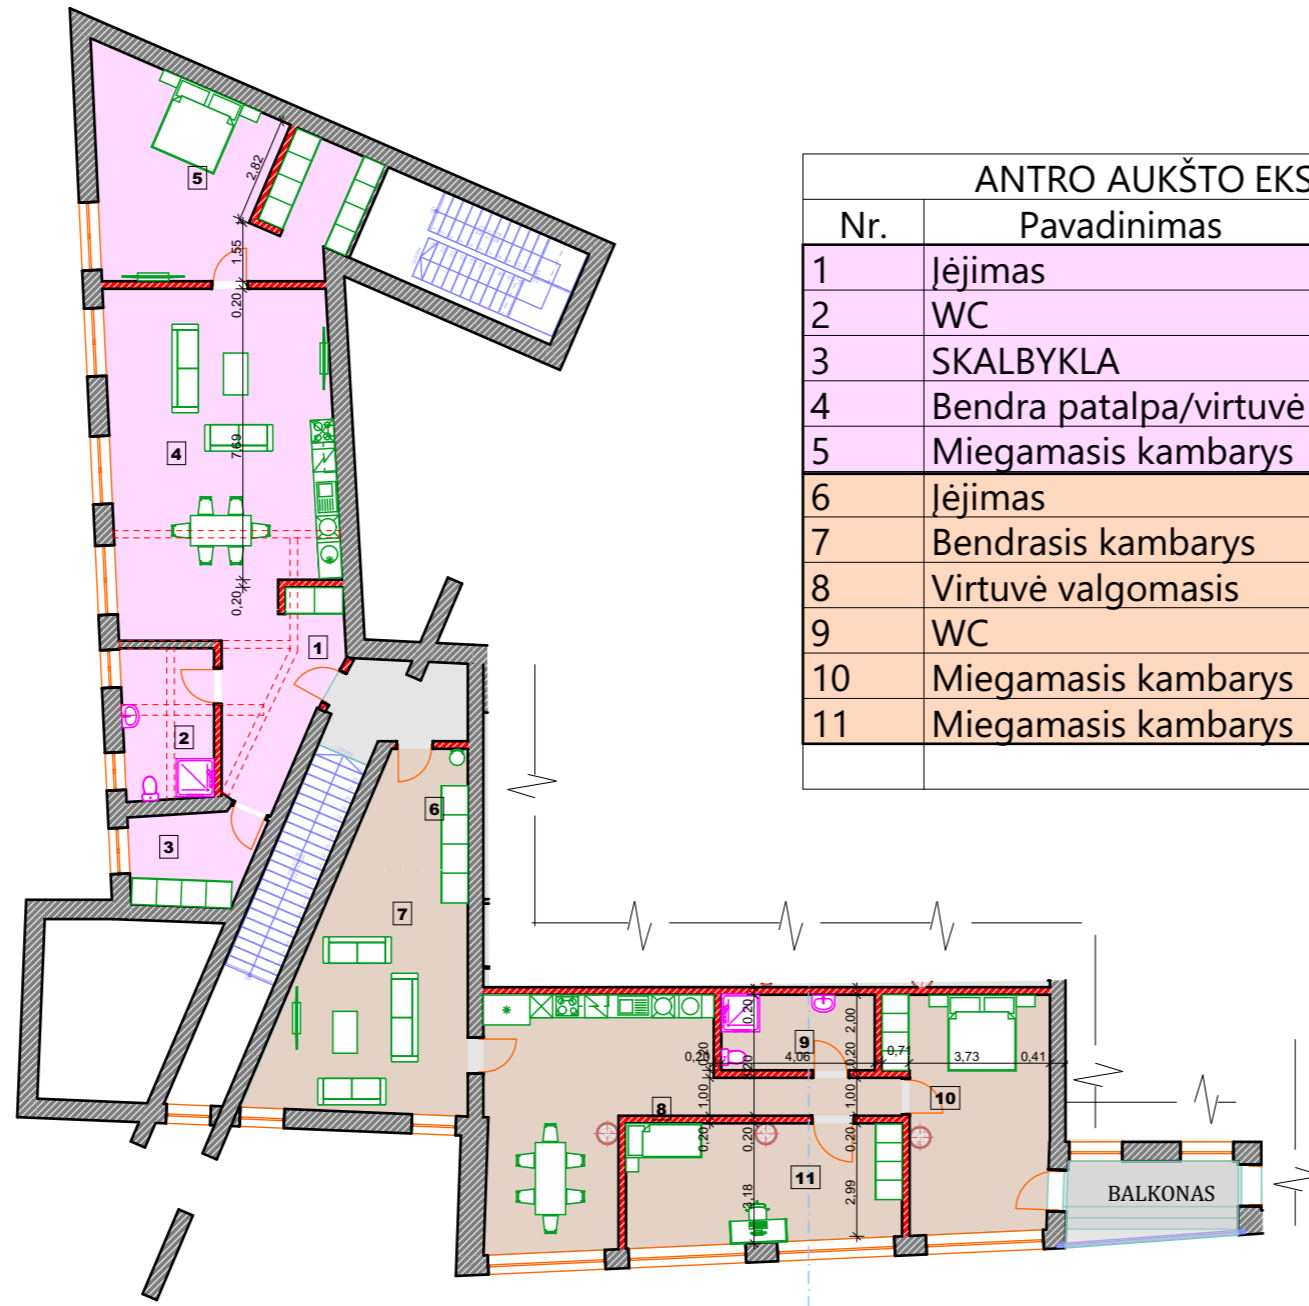 ANTRO AUKŠTO EKS
Nr. Pavadinimas
1 Įėjimas
2 WC
3 SKALBYKLA
4 Bendra patalpa/virtuvė
5 Miegamasis kambarys
6 Įėjimas
7 Bendrasis kambarys
8 Virtuvė valgomasis
9 WC
10 Miegamasis kambarys
11 Miegamasis kambarys
5
2,82
1,55
0,20
4
7,69
0,20
1
2
3
6
7
0,20
2,00
9
0,20
0,20
4,06
0,20
0,71
3,73
0,41
1,00
1,00
8
10
0,20
0,20
0,20
11
3,18
2,99
BALKONAS